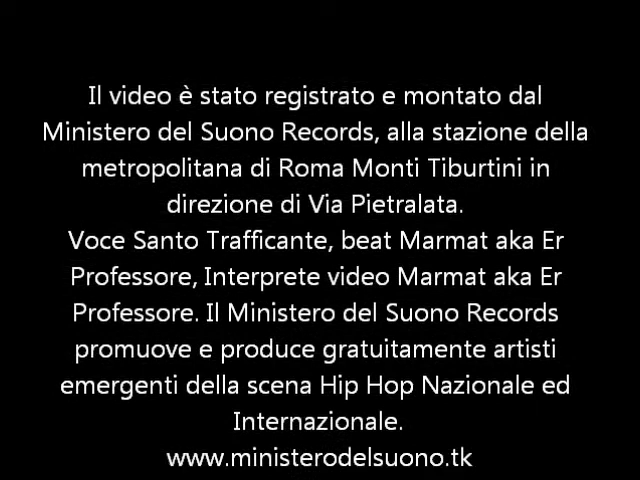 Il video è stato registrato e montato dal
Ministero del Suono Records, alla stazione della
metropolitana di Roma Monti Tiburtini in
direzione di Via Pietralata.
Voce Santo Trafficante, beat Marmat aka Er
Professore, Interprete video Marmat aka Er
Professore. Il Ministero del Suono Records
promuove e produce gratuitamente artisti
emergenti della scena Hip Hop Nazionale ed
Internazionale.
www.ministerodelsuono.tk